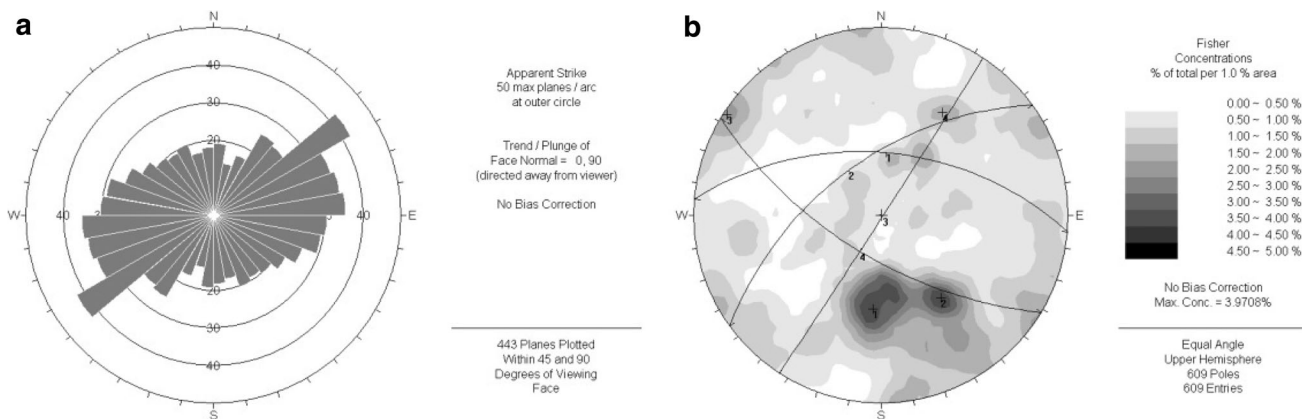 a
N
40
30
20
W
40
2
0
30
40
E
20
30
40
S
Apparent Strike
50 max planes / arc
at outer circle
Trend / Plunge of
Face Normal = 0, 90
(directed away from viewer)
No Bias Correction
443 Planes Plotted
Within 45 and 90
Degrees of Viewing
Face
b
N
3
4
1
2
W
3
E
4
1
2
S
Fisher
Concentrations
% of total per 1.0 % area
0.00 ~ 0.50 %
0.50 ~ 1.00 %
1.00 ~ 1.50 %
1.50 ~ 2.00 %
2.00 ~ 2.50 %
2.50 ~ 3.00 %
3.00 ~ 3.50 %
3.50 ~ 4.00 %
4.00 ~ 4.50 %
4.50 ~ 5.00 %
No Bias Correction
Max. Conc. = 3.9708%
Equal Angle
Upper Hemisphere
609 Poles
609 Entries